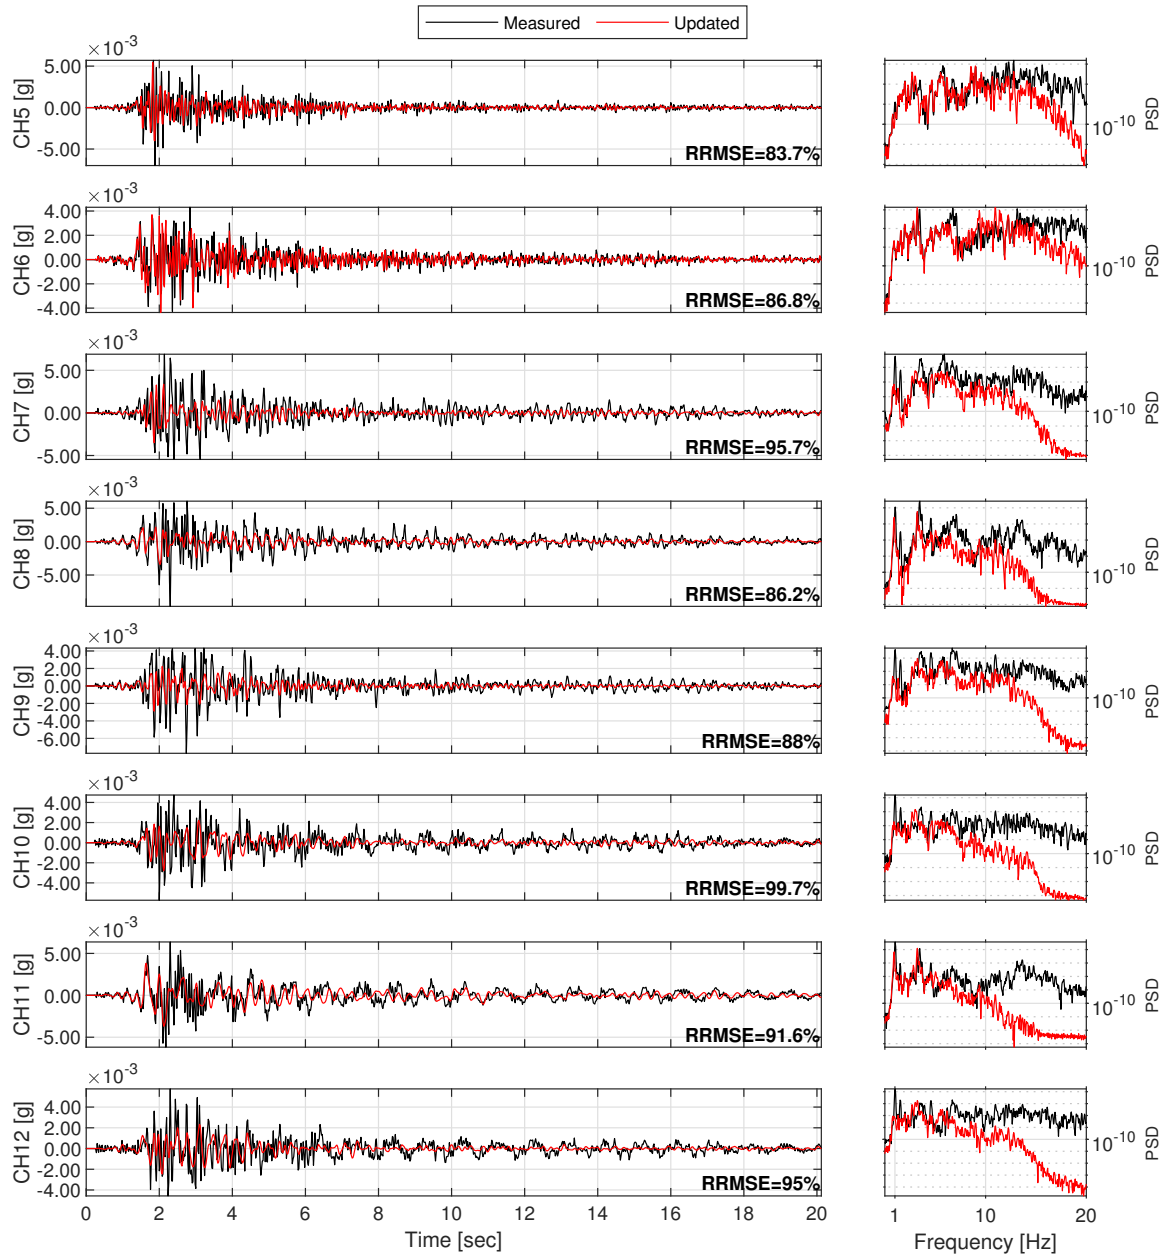 Measured Updated
×10-3
5.00
0.00
-5.00
CH5 [g]
RRMSE=83.7%
10-10
PSD
×10-3
4.00
2.00
0.00
-2.00
-4.00
CH6 [g]
RRMSE=86.8%
10-10
PSD
×10-3
5.00
0.00
-5.00
CH7 [g]
RRMSE=95.7%
10-10
PSD
×10-3
5.00
0.00
-5.00
CH8 [g]
RRMSE=86.2%
10-10
PSD
×10-3
4.00
2.00
0.00
-2.00
-4.00
-6.00
CH9 [g]
RRMSE=88%
10-10
PSD
×10-3
4.00
2.00
0.00
-2.00
-4.00
CH10 [g]
RRMSE=99.7%
10-10
PSD
×10-3
5.00
0.00
-5.00
CH11 [g]
RRMSE=91.6%
10-10
PSD
×10-3
4.00
2.00
0.00
-2.00
-4.00
CH12 [g]
RRMSE=95%
10-10
PSD
0 2 4 6 8 10 12 14 16 18 20
Time [sec]
1 10 20
Frequency [Hz]